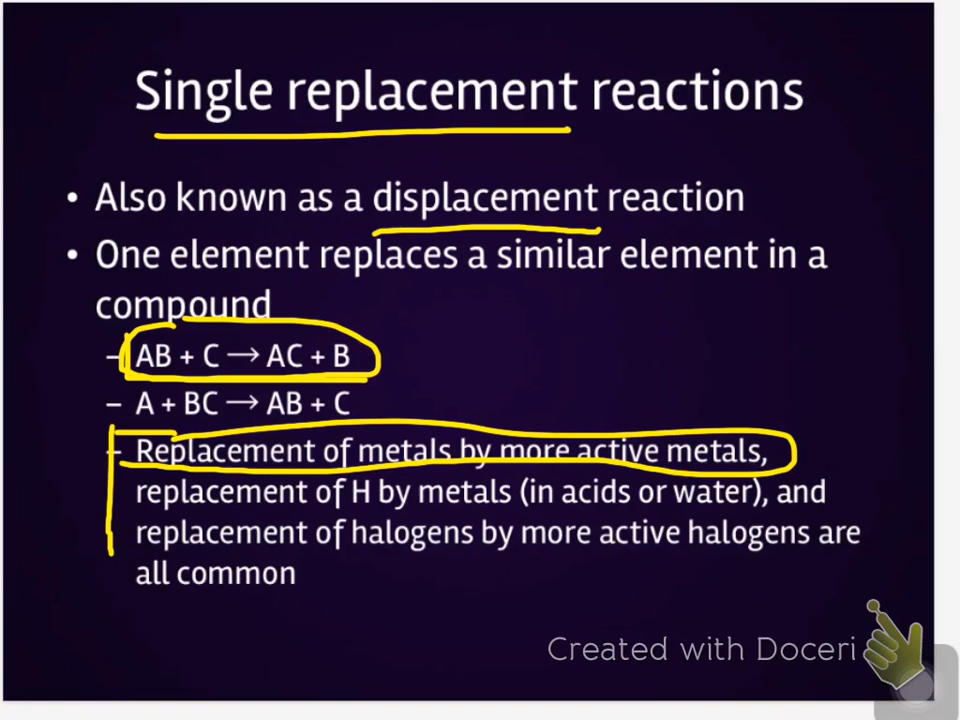 Single replacement reactions
• Also known as a displacement reaction
• One element replaces a similar element in a
compound
– AB + C → AC + B
– A + BC → AB + C
– Replacement of metals by more active metals,
replacement of H by metals (in acids or water), and
replacement of halogens by more active halogens are
all common
Created with Doceri